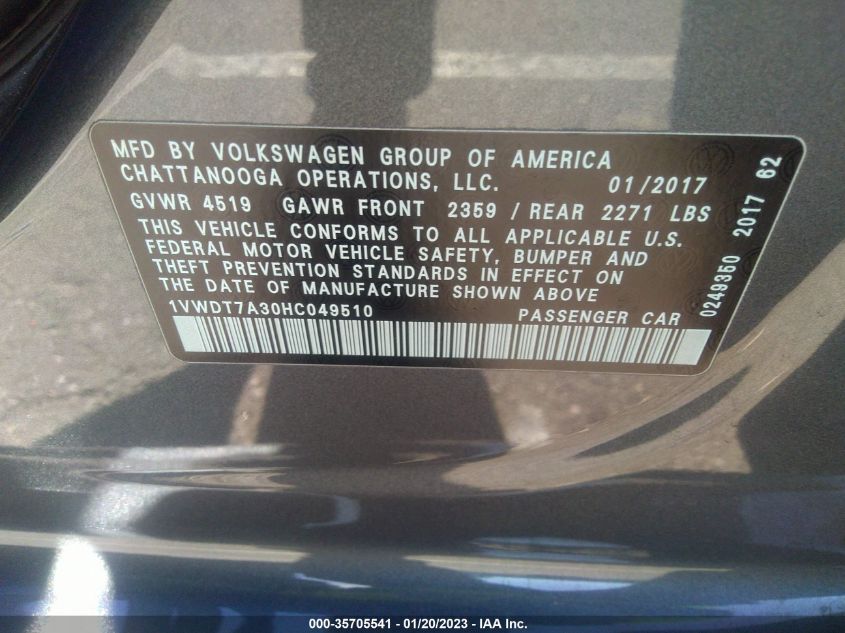 MFD BY VOLKSWAGEN GROUP OF AMERICA
CHATTANOOGA OPERATIONS, LLC. 01/2017
GVWR 4519 GAWR FRONT 2359 / REAR 2271 LBS
THIS VEHICLE CONFORMS TO ALL APPLICABLE U.S.
FEDERAL MOTOR VEHICLE SAFETY, BUMPER AND
THEFT PREVENTION STANDARDS IN EFFECT ON
THE DATE OF MANUFACTURE SHOWN ABOVE
1VWDT7A30HC049510 PASSENGER CAR
0249350 2017 62
000-35705541 - 01/20/2023 - IAA Inc.